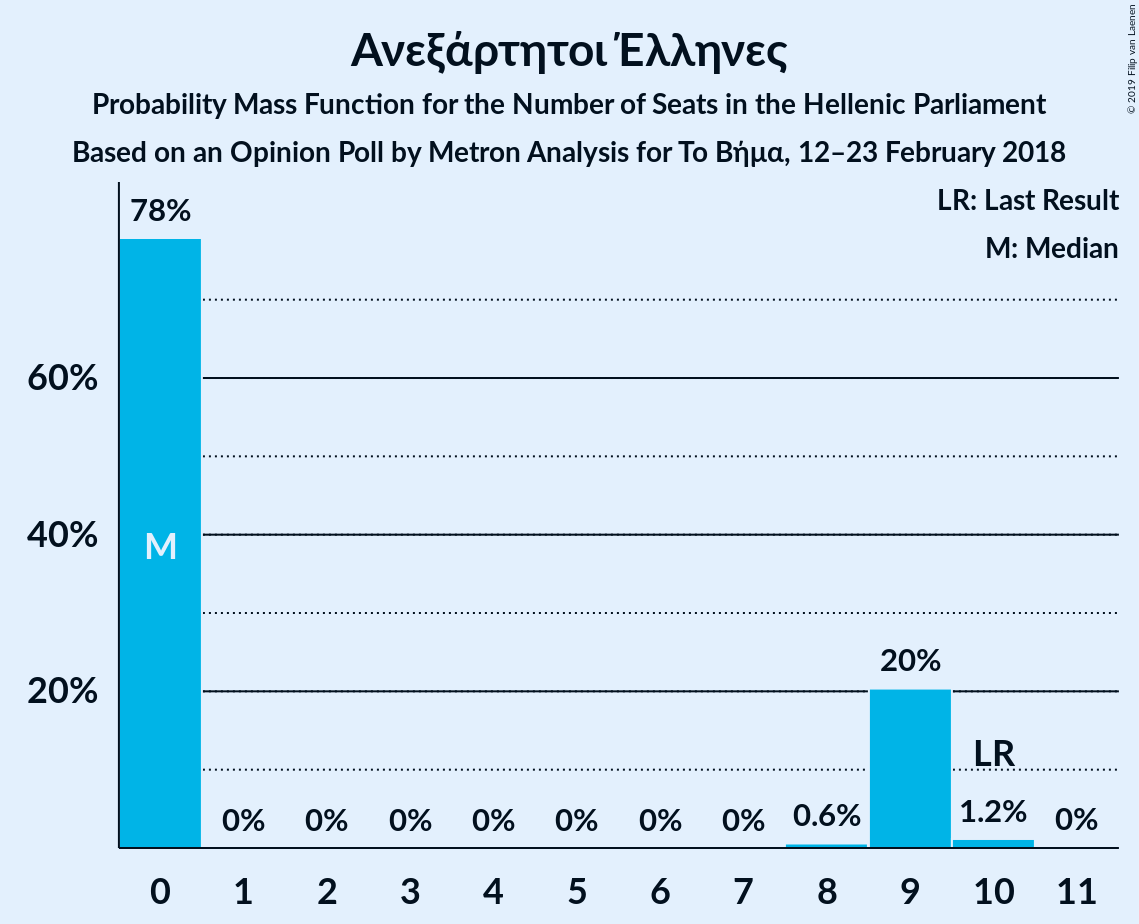 Ανεξάρτητοι Έλληνες
Probability Mass Function for the Number of Seats in the Hellenic Parliament
Based on an Opinion Poll by Metron Analysis for Το Βήμα, 12–23 February 2018
© 2019 Filip van Laenen
LR: Last Result
M: Median
78%
60%
40%
M
20%
20%
LR
0% 0% 0% 0% 0% 0% 0% 0.6% 1.2% 0%
0 1 2 3 4 5 6 7 8 9 10 11